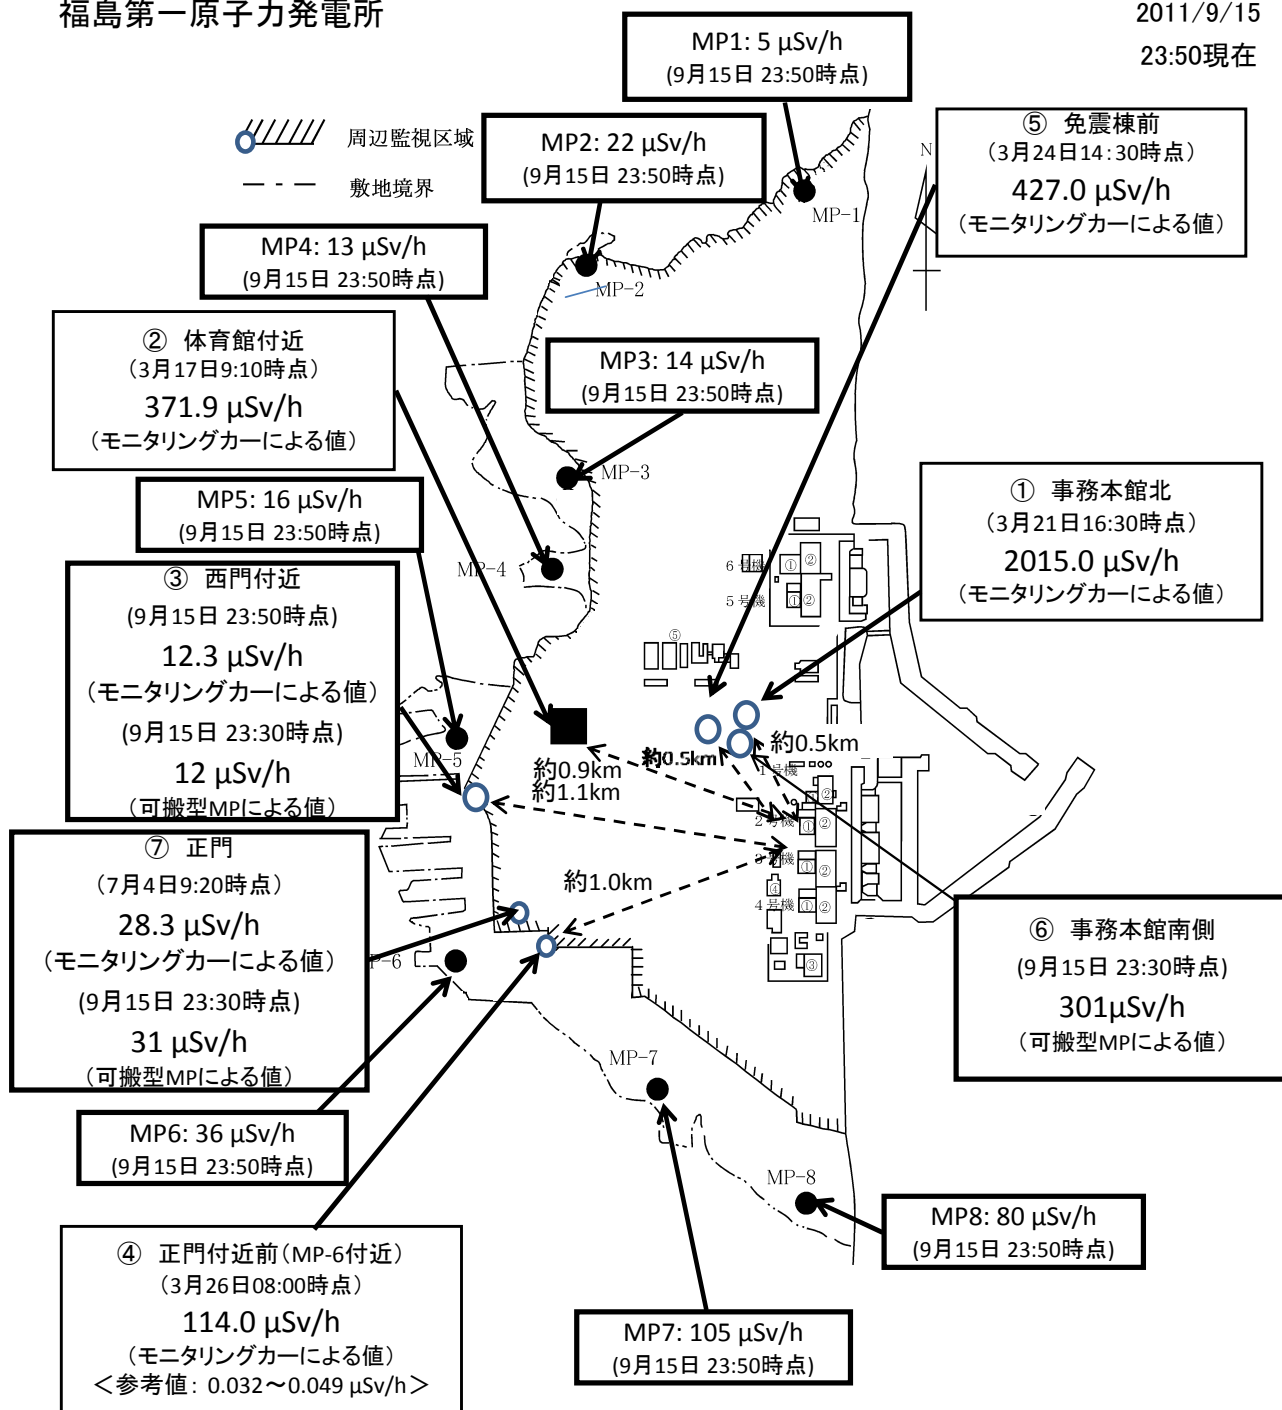 福島第一原子力発電所
2011/9/15
23:50現在
MP1: 5 μSv/h
(9月15日 23:50時点)
周辺監視区域
敷地境界
MP2: 22 μSv/h
(9月15日 23:50時点)
⑤ 免震棟前
(3月24日14:30時点)
427.0 μSv/h
(モニタリングカーによる値)
N
MP-1
MP4: 13 μSv/h
(9月15日 23:50時点)
MP-2
② 体育館付近
(3月17日9:10時点)
371.9 μSv/h
(モニタリングカーによる値)
MP3: 14 μSv/h
(9月15日 23:50時点)
MP-3
MP5: 16 μSv/h
(9月15日 23:50時点)
① 事務本館北
(3月21日16:30時点)
2015.0 μSv/h
(モニタリングカーによる値)
MP-4
6号機
①
②
5号機
①
②
③ 西門付近
(9月15日 23:50時点)
12.3 μSv/h
(モニタリングカーによる値)
(9月15日 23:30時点)
12 μSv/h
(可搬型MPによる値)
⑤
MP-5
約0.9km
約1.1km
約0.5km
約0.5km
1号機
②
2号機
①
②
3号機
①
②
④
4号機
①
②
③
約1.0km
⑦ 正門
(7月4日9:20時点)
28.3 μSv/h
(モニタリングカーによる値)
(9月15日 23:30時点)
31 μSv/h
(可搬型MPによる値)
P-6
⑥ 事務本館南側
(9月15日 23:30時点)
301μSv/h
(可搬型MPによる値)
MP-7
MP6: 36 μSv/h
(9月15日 23:50時点)
MP-8
MP8: 80 μSv/h
(9月15日 23:50時点)
④ 正門付近前(MP-6付近)
(3月26日08:00時点)
114.0 μSv/h
(モニタリングカーによる値)
＜参考値: 0.032～0.049 μSv/h＞
MP7: 105 μSv/h
(9月15日 23:50時点)